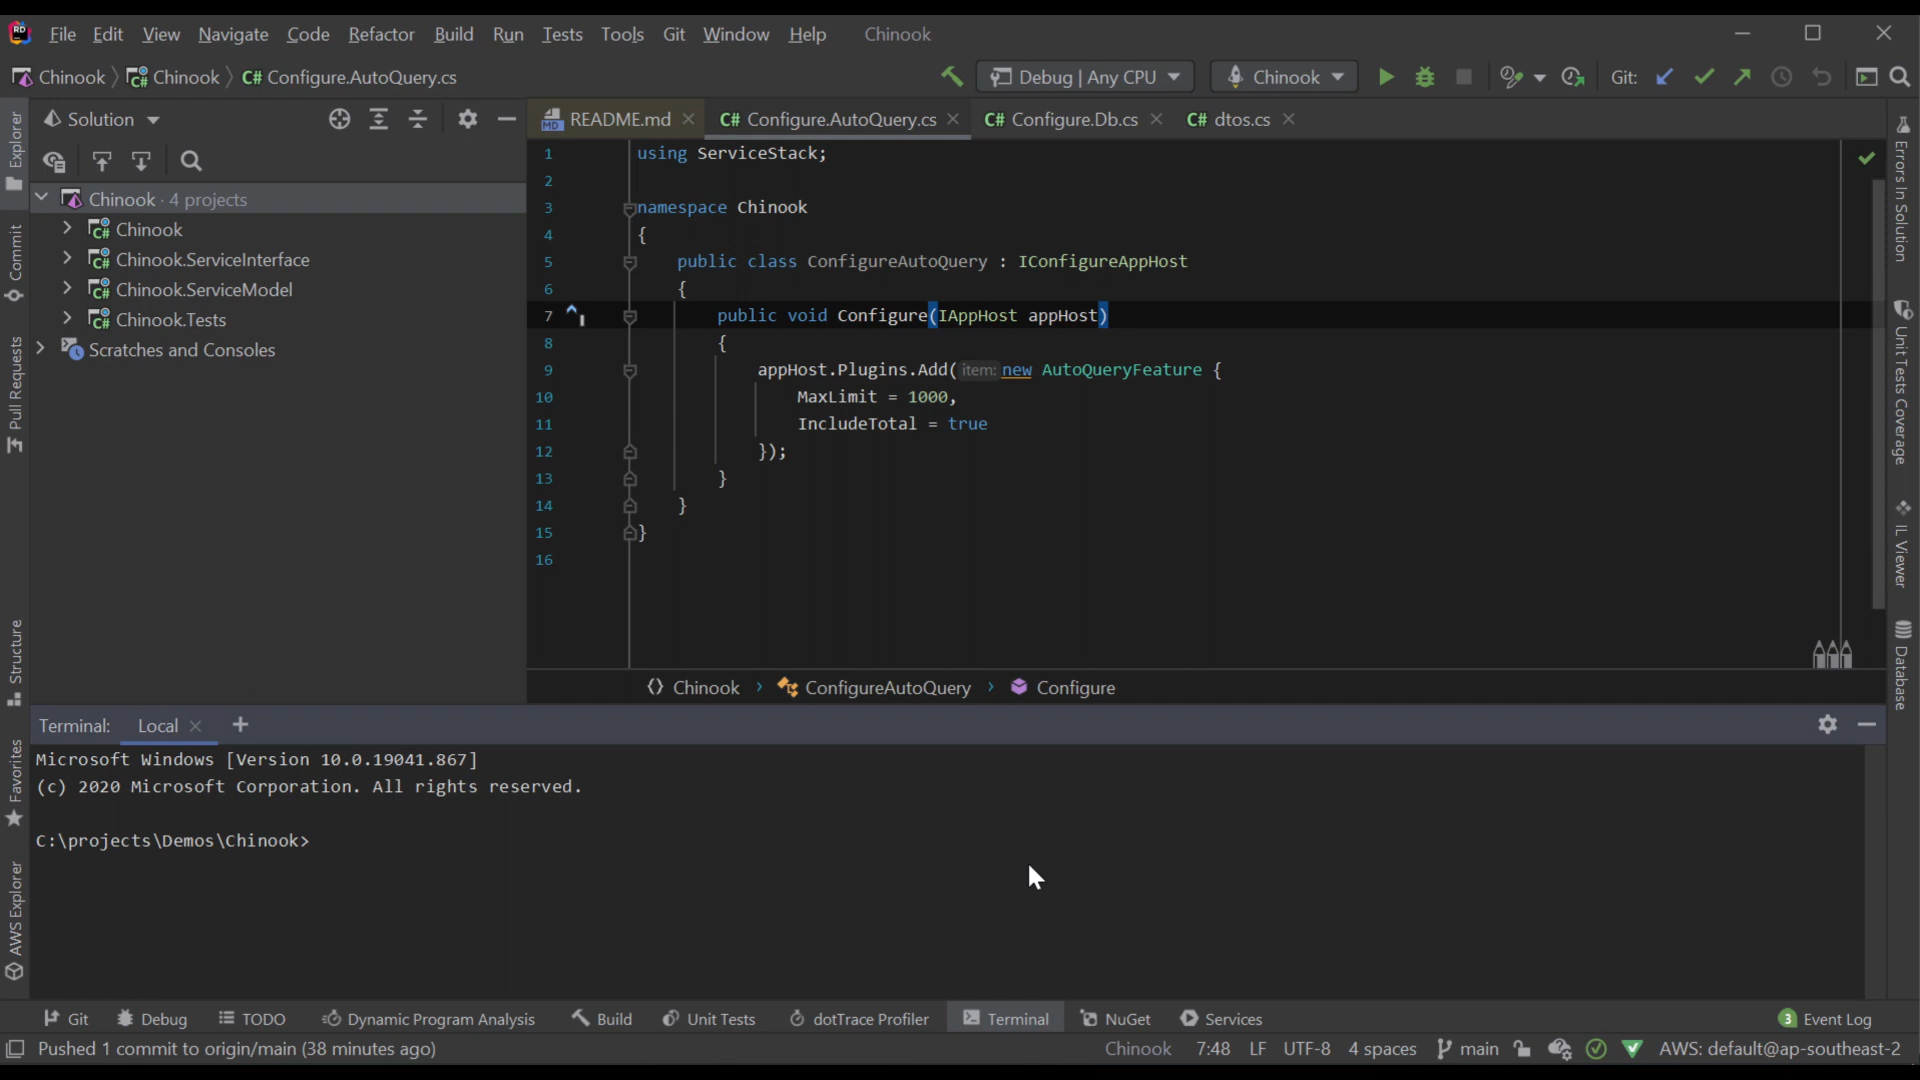 RD File Edit View Navigate Code Refactor Build Run Tests Tools Git Window Help Chinook
Chinook Chinook C# Configure.AutoQuery.cs Debug | Any CPU Chinook Git:
Solution
README.md C# Configure.AutoQuery.cs C# Configure.Db.cs C# dtos.cs
Chinook · 4 projects
Chinook
Chinook.ServiceInterface
Chinook.ServiceModel
Chinook.Tests
Scratches and Consoles
1 using ServiceStack;
2
3 namespace Chinook
4 {
5 public class ConfigureAutoQuery : IConfigureAppHost
6 {
7 public void Configure(IAppHost appHost)
8 {
9 appHost.Plugins.Add( item: new AutoQueryFeature {
10 MaxLimit = 1000,
11 IncludeTotal = true
12 });
13 }
14 }
15 }
16
Chinook ConfigureAutoQuery Configure
Explorer
Commit
Pull Requests
Structure
Favorites
AWS Explorer
Errors In Solution
Unit Tests Coverage
IL Viewer
Database
Terminal: Local
Microsoft Windows [Version 10.0.19041.867]
(c) 2020 Microsoft Corporation. All rights reserved.
C:\projects\Demos\Chinook>
Git Debug TODO Dynamic Program Analysis Build Unit Tests dotTrace Profiler Terminal NuGet Services 3 Event Log
Pushed 1 commit to origin/main (38 minutes ago) Chinook 7:48 LF UTF-8 4 spaces main AWS: default@ap-southeast-2